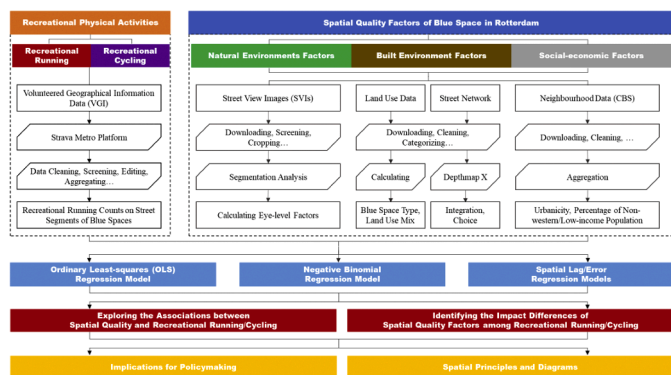 Recreational Physical Activities
Spatial Quality Factors of Blue Space in Rotterdam
Recreational
Running
Recreational
Cycling
Natural Environments Factors
Built Environment Factors
Social-economic Factors
Volunteered Geographical Information
Data (VGI)
Street View Images (SVIs)
Land Use Data
Street Network
Neighbourhood Data (CBS)
Strava Metro Platform
Downloading, Screening,
Cropping…
Downloading, Cleaning,
Categorizing…
Downloading, Cleaning, …
Data Cleaning, Screening, Editing,
Aggregating…
Segmentation Analysis
Calculating
Depthmap X
Aggregation
Recreational Running Counts on Street
Segments of Blue Spaces
Calculating Eye-level Factors
Blue Space Type,
Land Use Mix
Integration,
Choice
Urbanicity, Percentage of Non-
western/Low-income Population
Ordinary Least-squares (OLS)
Regression Model
Negative Binomial
Regression Model
Spatial Lag/Error
Regression Models
Exploring the Associations between
Spatial Quality and Recreational Running/Cycling
Identifying the Impact Differences of
Spatial Quality Factors among Recreational Running/Cycling
Implications for Policymaking
Spatial Principles and Diagrams